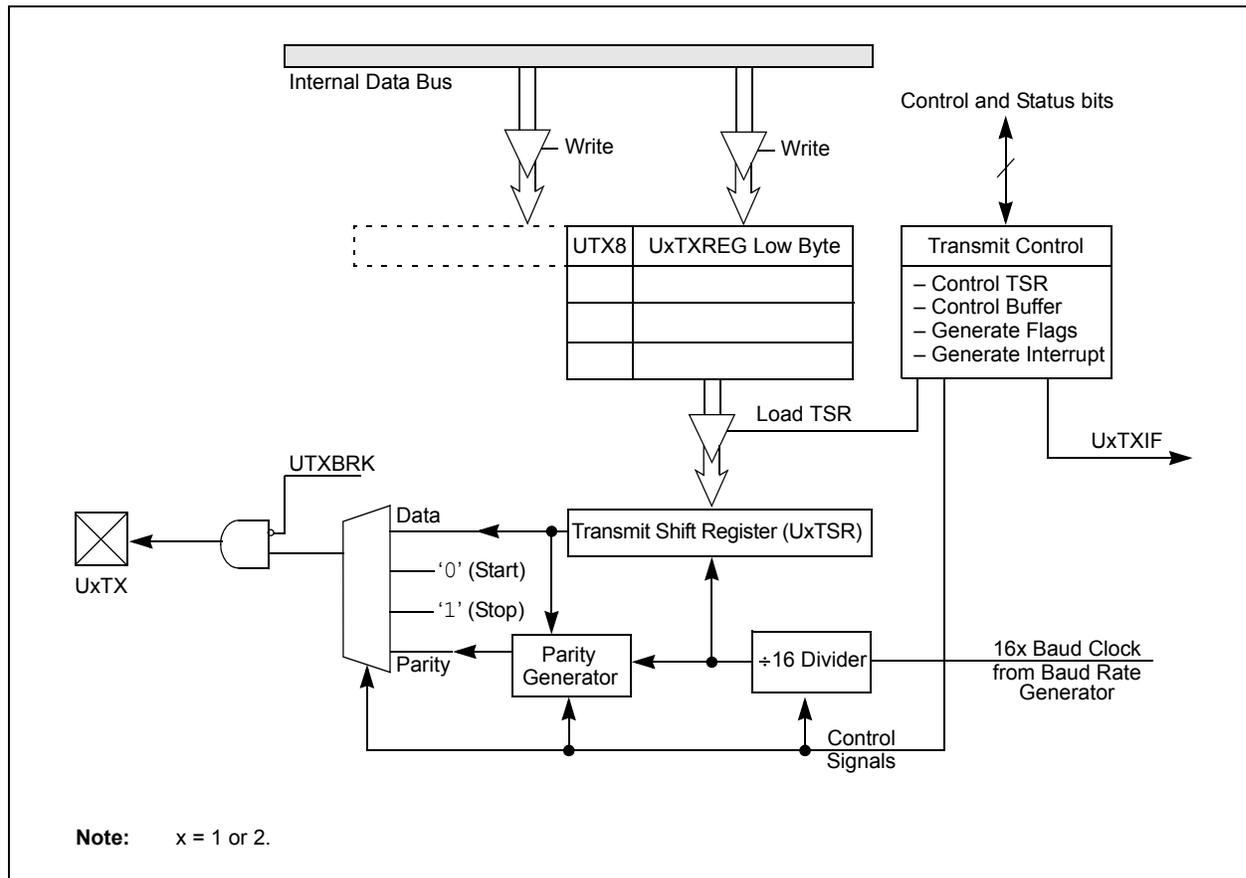 Internal Data Bus
Write
Write
Control and Status bits
UTX8
UxTXREG Low Byte
Transmit Control
– Control TSR
– Control Buffer
– Generate Flags
– Generate Interrupt
Load TSR
UxTXIF
UTXBRK
Data
Transmit Shift Register (UxTSR)
UxTX
‘0’ (Start)
‘1’ (Stop)
Parity
Parity
Generator
÷16 Divider
16x Baud Clock
from Baud Rate
Generator
Control
Signals
Note: x = 1 or 2.